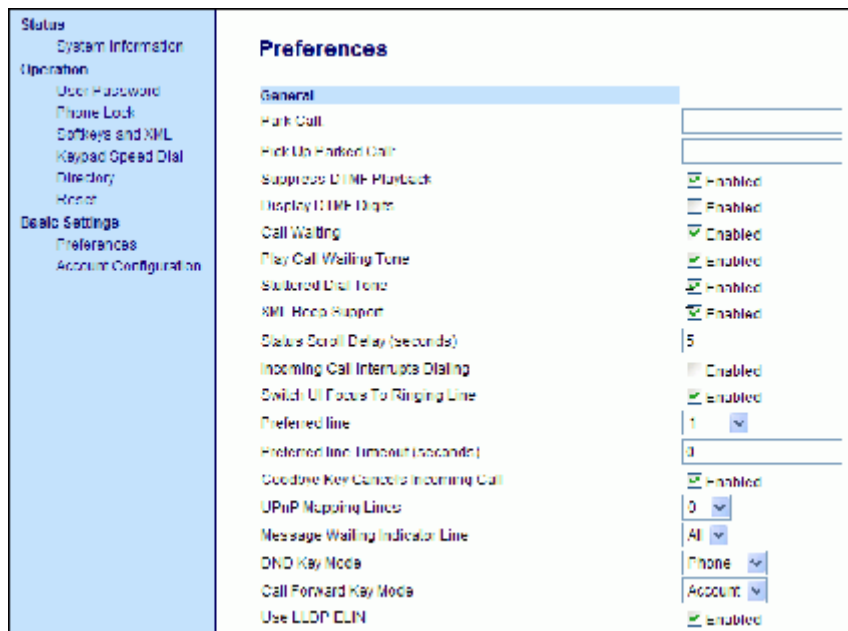 Status
System Information
Operation
User Password
Phone Lock
Softkeys and XML
Keypad Speed Dial
Directory
Reset
Basic Settings
Preferences
Account Configuration
Preferences
General
Park Call:
Pick Up Parked Call:
Suppress DTMF Playback Enabled
Display DTMF Digits Enabled
Call Waiting Enabled
Play Call Waiting Tone Enabled
Stuttered Dial Tone Enabled
XML Beep Support Enabled
Status Scroll Delay (seconds) 5
Incoming Call Interrupts Dialing Enabled
Switch UI Focus To Ringing Line Enabled
Preferred line 1
Preferred line Timeout (seconds) 0
Goodbye Key Cancels Incoming Call Enabled
UPnP Mapping Lines 0
Message Waiting Indicator Line All
DND Key Mode Phone
Call Forward Key Mode Account
Use LLDP ELIN Enabled